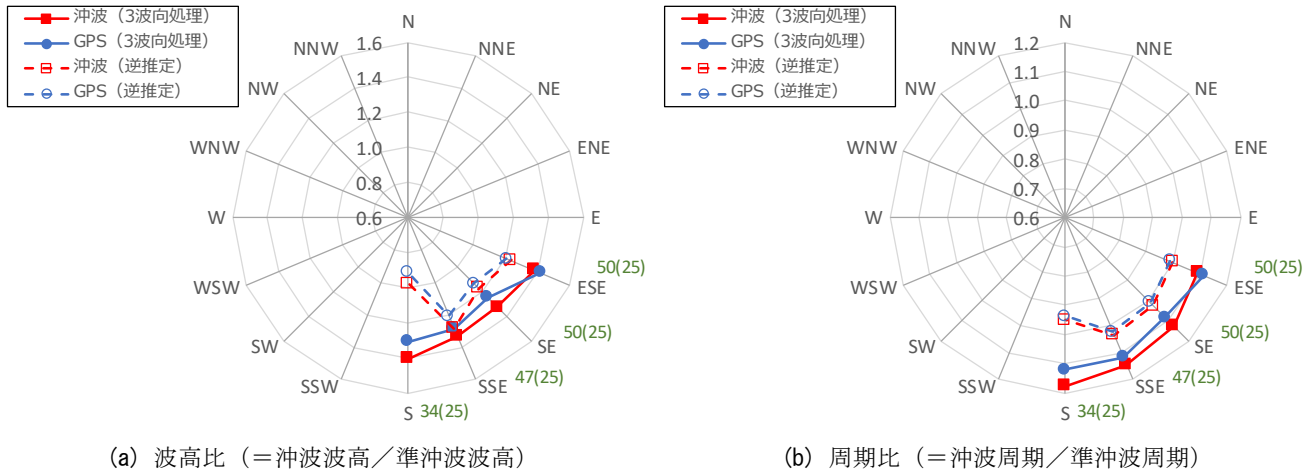 沖波（3波向処理）
GPS（3波向処理）
沖波（逆推定）
GPS（逆推定）
N
NNE
NE
ENE
E
ESE
SE
SSE
S
SSW
SW
WSW
W
WNW
NW
NNW
1.6
1.4
1.2
1.0
0.8
0.6
50(25)
50(25)
47(25)
34(25)
(a) 波高比（＝沖波波高／準沖波波高）
沖波（3波向処理）
GPS（3波向処理）
沖波（逆推定）
GPS（逆推定）
N
NNE
NE
ENE
E
ESE
SE
SSE
S
SSW
SW
WSW
W
WNW
NW
NNW
1.2
1.1
1.0
0.9
0.8
0.7
0.6
50(25)
50(25)
47(25)
34(25)
(b) 周期比（＝沖波周期／準沖波周期）